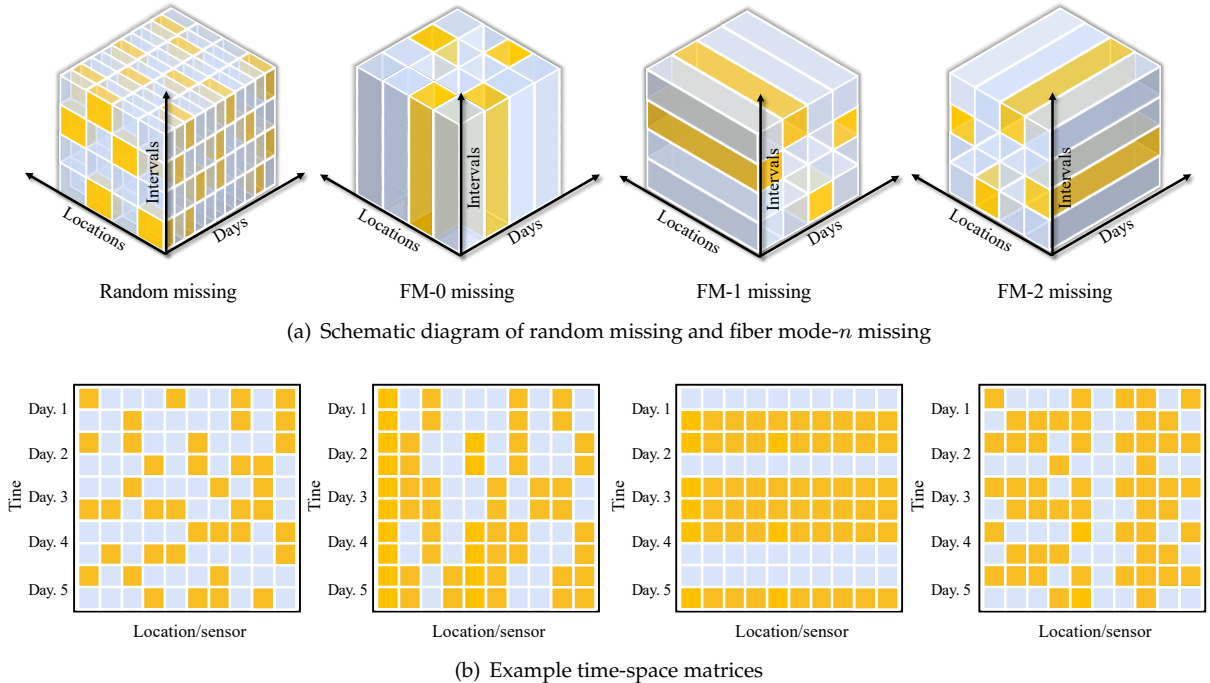 Intervals
Locations
Days
Random missing
Intervals
Locations
Days
FM-0 missing
Intervals
Locations
Days
FM-1 missing
Intervals
Locations
Days
FM-2 missing
(a) Schematic diagram of random missing and fiber mode-n missing
Tine
Day. 1
Day. 2
Day. 3
Day. 4
Day. 5
Location/sensor
Tine
Day. 1
Day. 2
Day. 3
Day. 4
Day. 5
Location/sensor
Tine
Day. 1
Day. 2
Day. 3
Day. 4
Day. 5
Location/sensor
Tine
Day. 1
Day. 2
Day. 3
Day. 4
Day. 5
Location/sensor
(b) Example time-space matrices